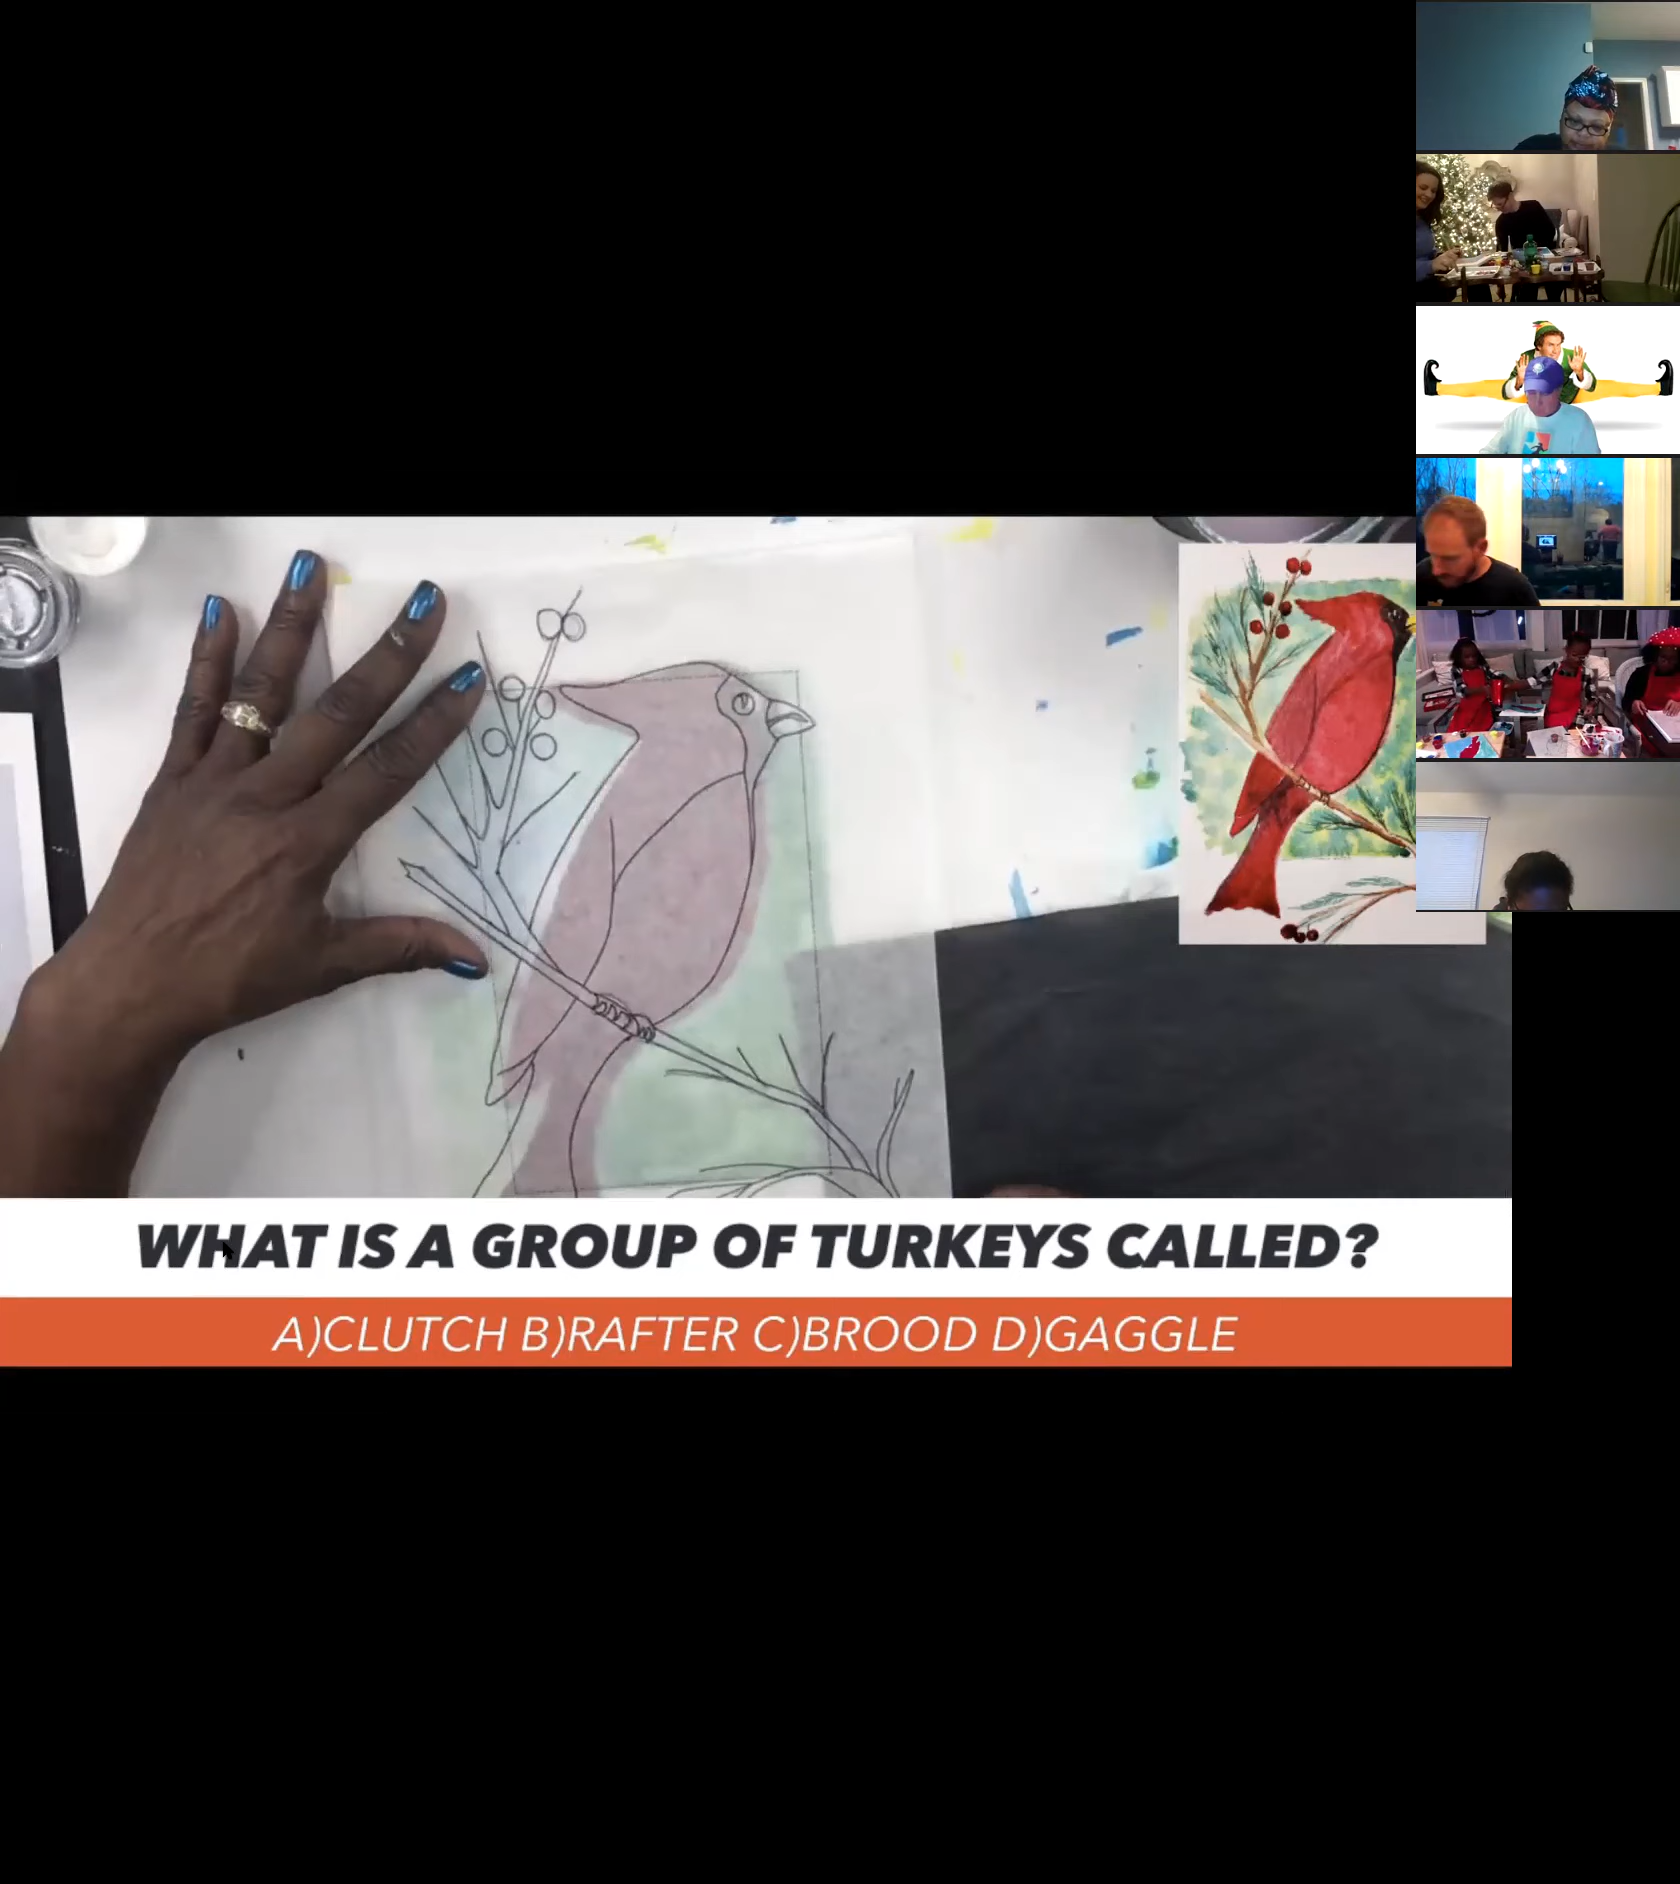 WHAT IS A GROUP OF TURKEYS CALLED?
A)CLUTCH B)RAFTER C)BROOD D)GAGGLE